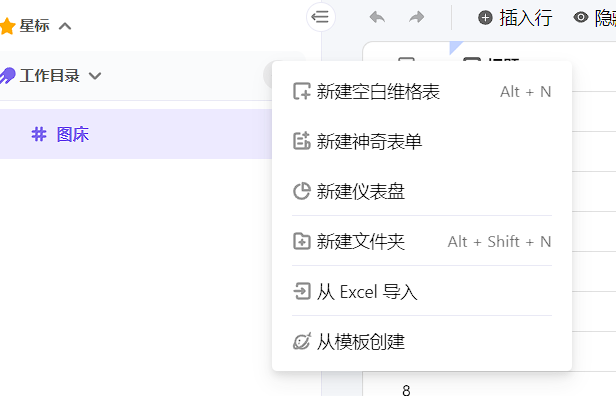 星标
插入行
工作目录
新建空白维格表 Alt + N
图床
新建神奇表单
新建仪表盘
新建文件夹 Alt + Shift + N
从 Excel 导入
从模板创建
8